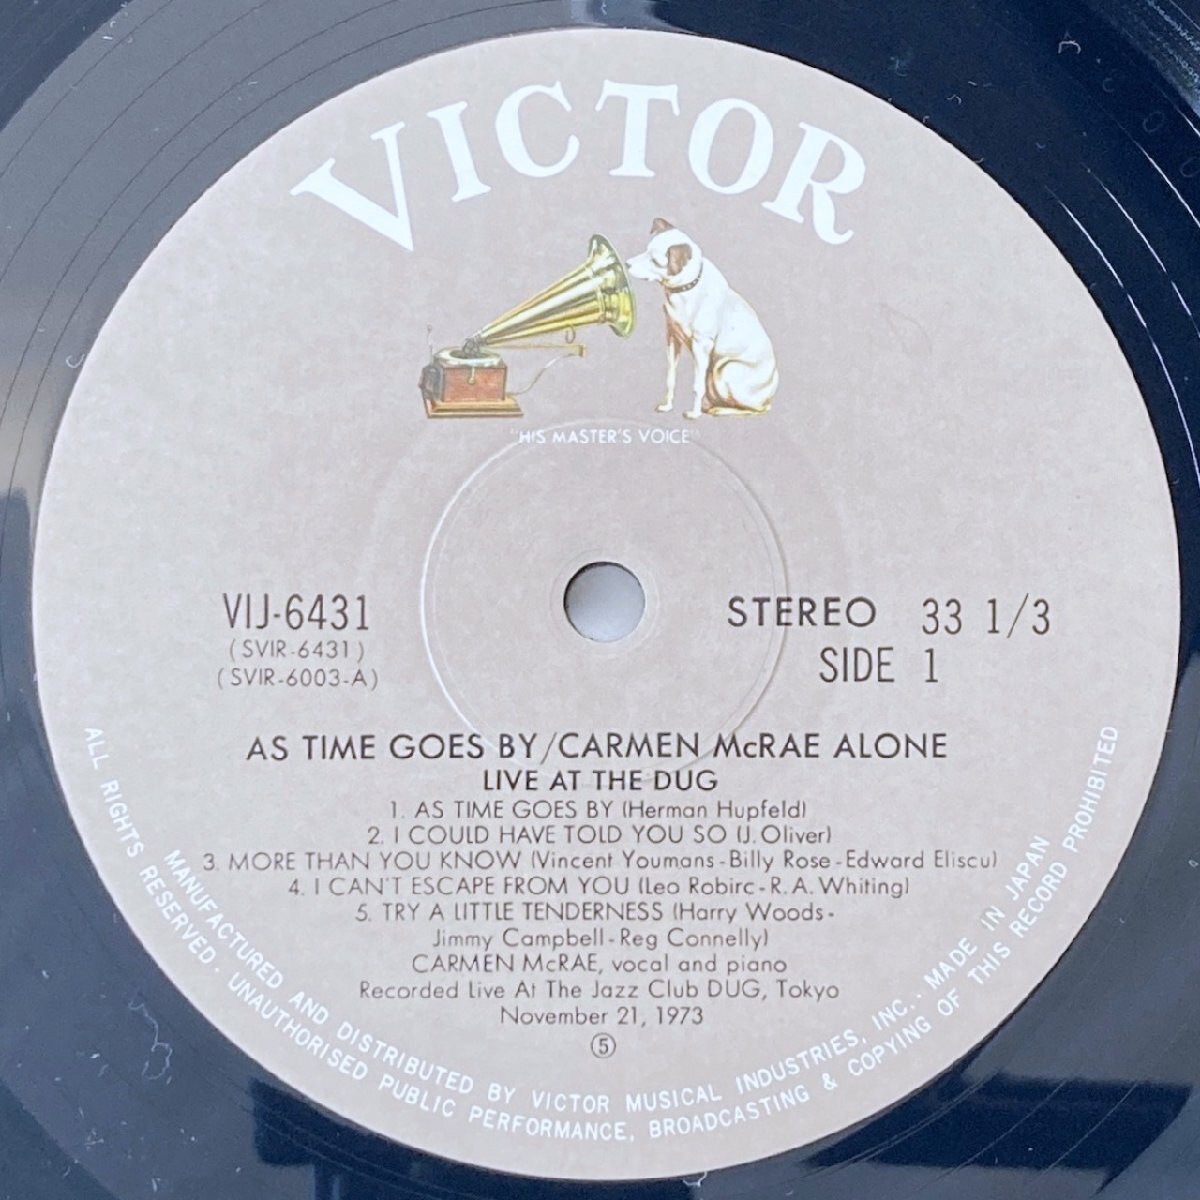 VICTOR
"HIS MASTER'S VOICE"
VIJ-6431
(SVIR-6431)
(SVIR-6003-A)
STEREO 33 1/3
SIDE 1
AS TIME GOES BY/CARMEN McRAE ALONE
LIVE AT THE DUG
1. AS TIME GOES BY (Herman Hupfeld)
2. I COULD HAVE TOLD YOU SO (J. Oliver)
3. MORE THAN YOU KNOW (Vincent Youmans-Billy Rose-Edward Eliscu)
4. I CAN'T ESCAPE FROM YOU (Leo Robirc-R.A. Whiting)
5. TRY A LITTLE TENDERNESS (Harry Woods-
Jimmy Campbell-Reg Connelly)
CARMEN McRAE, vocal and piano
Recorded Live At The Jazz Club DUG, Tokyo
November 21, 1973
⑤
MANUFACTURED AND DISTRIBUTED BY VICTOR MUSICAL INDUSTRIES, INC.. MADE IN JAPAN
ALL RIGHTS RESERVED. UNAUTHORISED PUBLIC PERFORMANCE, BROADCASTING & COPYING OF THIS RECORD PROHIBITED